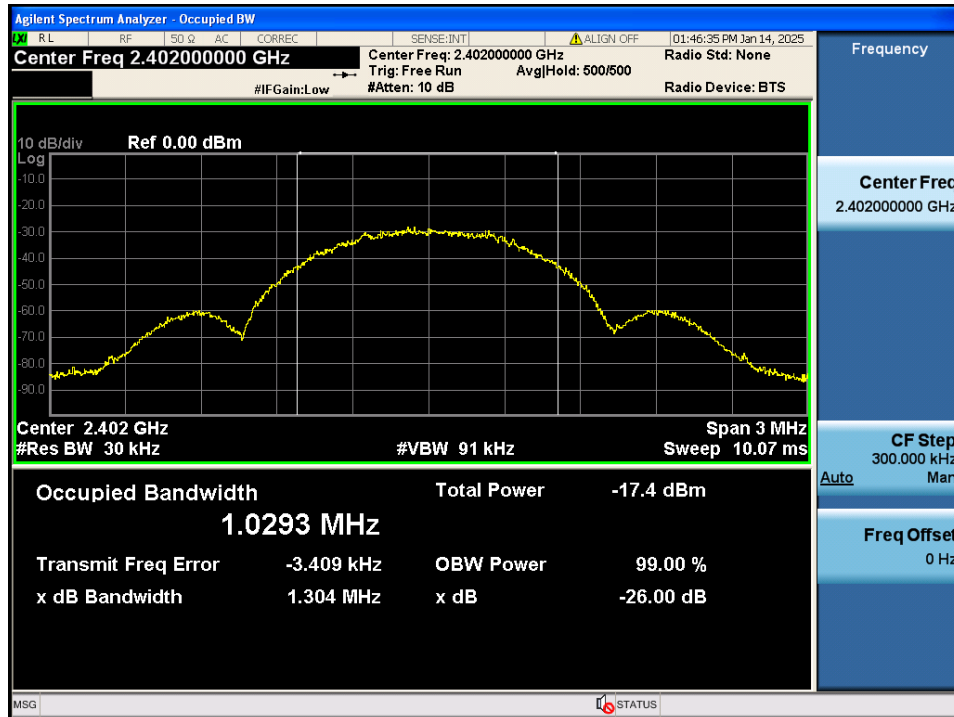 Agilent Spectrum Analyzer - Occupied BW
LXI RL RF 50 Ω AC CORREC SENSE:INT ALIGN OFF 01:46:35 PM Jan 14, 2025
Center Freq 2.402000000 GHz
Center Freq: 2.402000000 GHz
Radio Std: None
Trig: Free Run Avg|Hold: 500/500
#IFGain:Low
#Atten: 10 dB
Radio Device: BTS
Frequency
10 dB/div Ref 0.00 dBm
Log
-10.0
-20.0
-30.0
-40.0
-50.0
-60.0
-70.0
-80.0
-90.0
Center 2.402 GHz Span 3 MHz
#Res BW 30 kHz #VBW 91 kHz Sweep 10.07 ms
Occupied Bandwidth Total Power -17.4 dBm
1.0293 MHz
Transmit Freq Error -3.409 kHz OBW Power 99.00 %
x dB Bandwidth 1.304 MHz x dB -26.00 dB
Center Freq
2.402000000 GHz
CF Step
300.000 kHz
Auto Man
Freq Offset
0 Hz
MSG STATUS